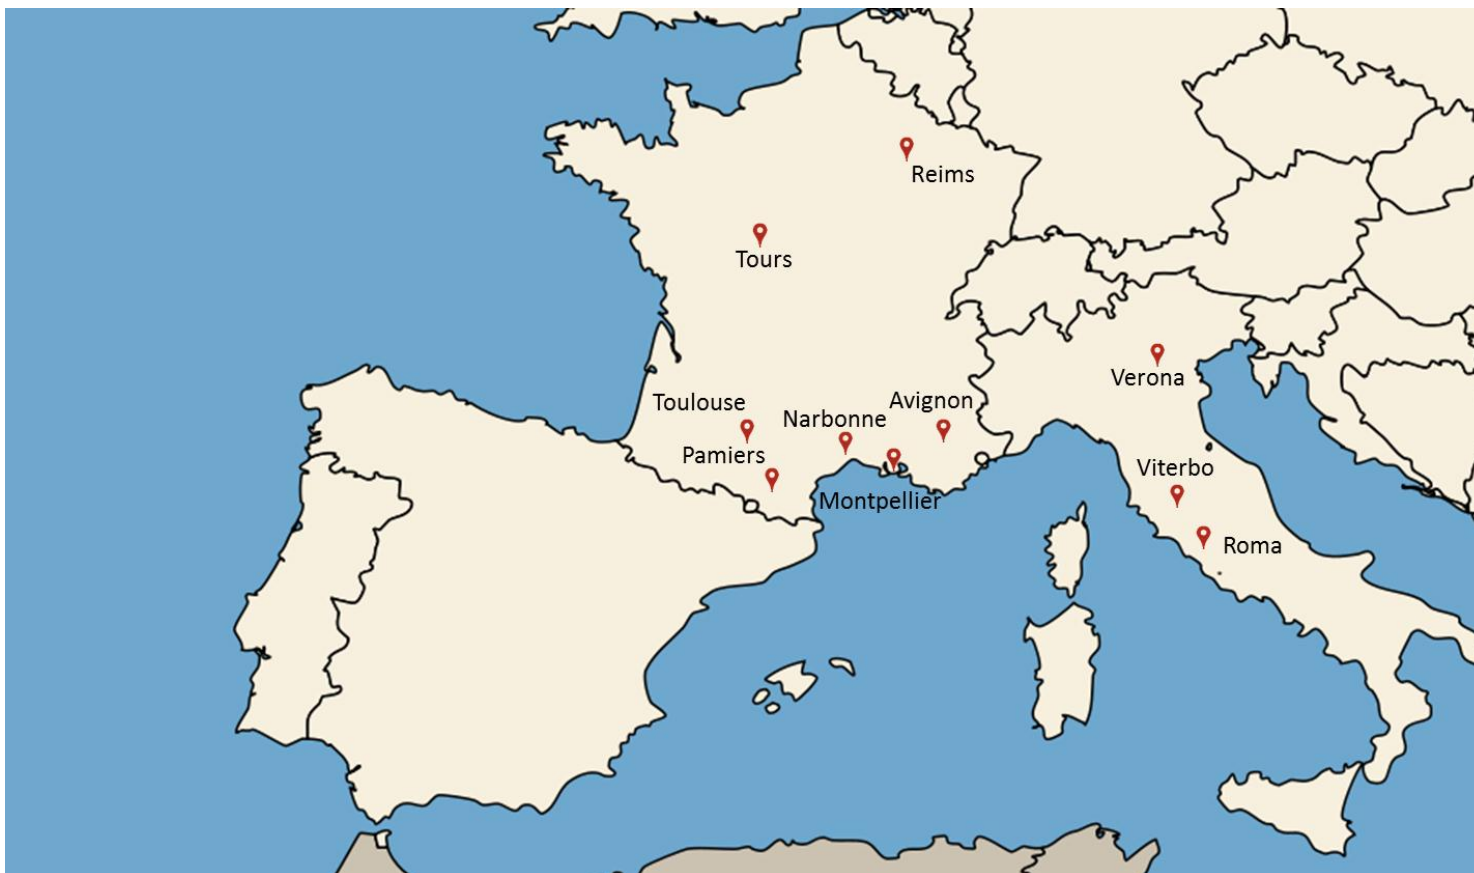 Reims
Tours
Verona
Avignon
Toulouse
Narbonne
Pamiers
Viterbo
Montpellier
Roma